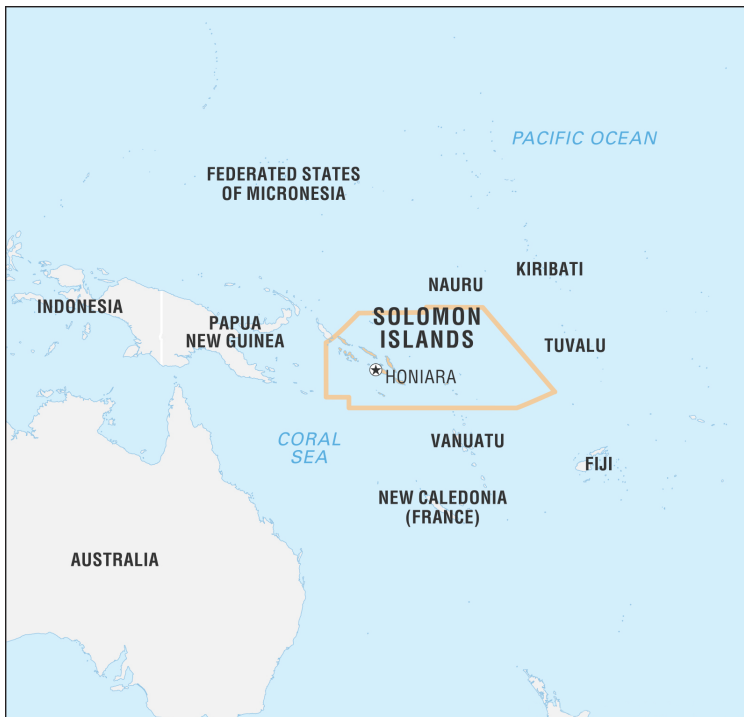 PACIFIC OCEAN
FEDERATED STATES
OF MICRONESIA
KIRIBATI
NAURU
INDONESIA
PAPUA
NEW GUINEA
SOLOMON
ISLANDS
TUVALU
HONIARA
CORAL
SEA
VANUATU
FIJI
NEW CALEDONIA
(FRANCE)
AUSTRALIA